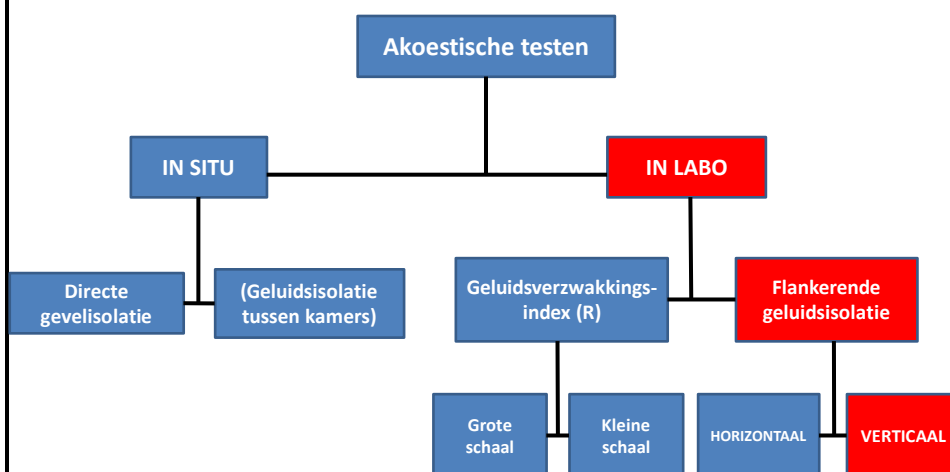 Akoestische testen
IN SITU
IN LABO
Directe
gevelisolatie
(Geluidsisolatie
tussen kamers)
Geluidsverzwakkings-
index (R)
Flankerende
geluidsisolatie
Grote
schaal
Kleine
schaal
HORIZONTAAL
VERTICAAL